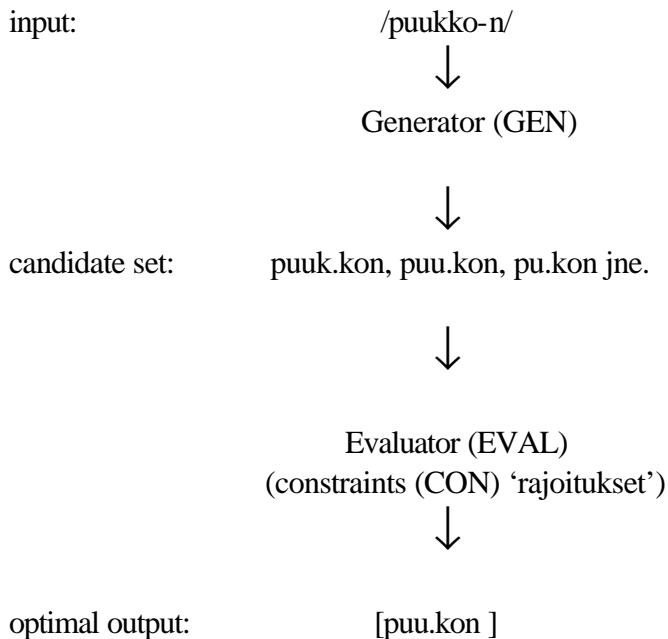 input: /puukko-n/
↓
Generator (GEN)
↓
candidate set: puuk.kon, puu.kon, pu.kon jne.
↓
Evaluator (EVAL)
(constraints (CON) ‘rajoitukset’)
↓
optimal output: [puu.kon ]